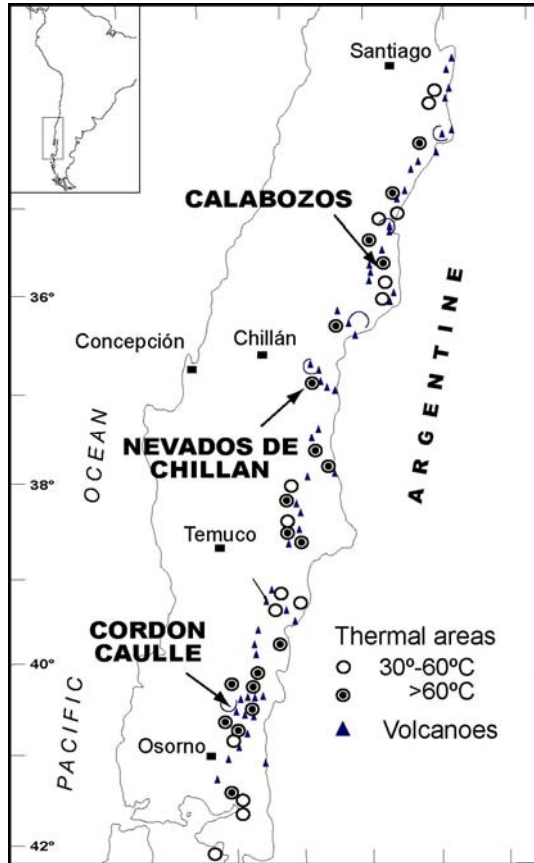 Santiago
CALABOZOS
36°
Concepción
Chillán
ARGENTINE
NEVADOS DE
CHILLAN
OCEAN
38°
Temuco
CORDON
CAULLE
Thermal areas
30º-60ºC
>60ºC
Volcanoes
40°
PACIFIC
Osorno
42°